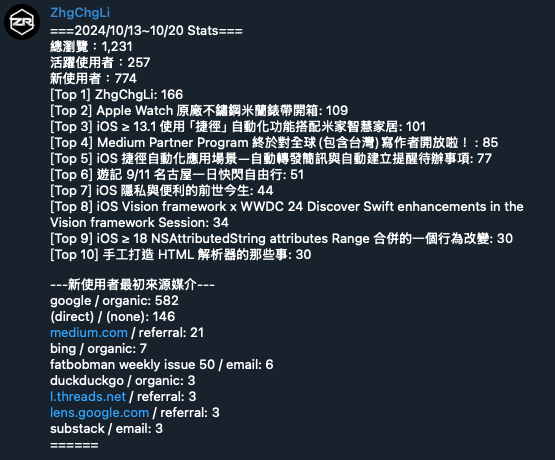 ZR
ZhgChgLi
===2024/10/13~10/20 Stats===
總瀏覽：1,231
活躍使用者：257
新使用者：774
[Top 1] ZhgChgLi: 166
[Top 2] Apple Watch 原廠不鏽鋼米蘭錶帶開箱: 109
[Top 3] iOS ≥ 13.1 使用「捷徑」自動化功能搭配米家智慧家居: 101
[Top 4] Medium Partner Program 終於對全球(包含台灣)寫作者開放啦！ : 85
[Top 5] iOS 捷徑自動化應用場景 — 自動轉發簡訊與自動建立提醒待辦事項: 77
[Top 6] 遊記 9/11 名古屋一日快閃自由行: 51
[Top 7] iOS 隱私與便利的前世今生: 44
[Top 8] iOS Vision framework x WWDC 24 Discover Swift enhancements in the
Vision framework Session: 34
[Top 9] iOS ≥ 18 NSAttributedString attributes Range 合併的一個行為改變: 30
[Top 10] 手工打造 HTML 解析器的那些事: 30
---新使用者最初來源媒介---
google / organic: 582
(direct) / (none): 146
medium.com / referral: 21
bing / organic: 7
fatbobman weekly issue 50 / email: 6
duckduckgo / organic: 3
l.threads.net / referral: 3
lens.google.com / referral: 3
substack / email: 3
======